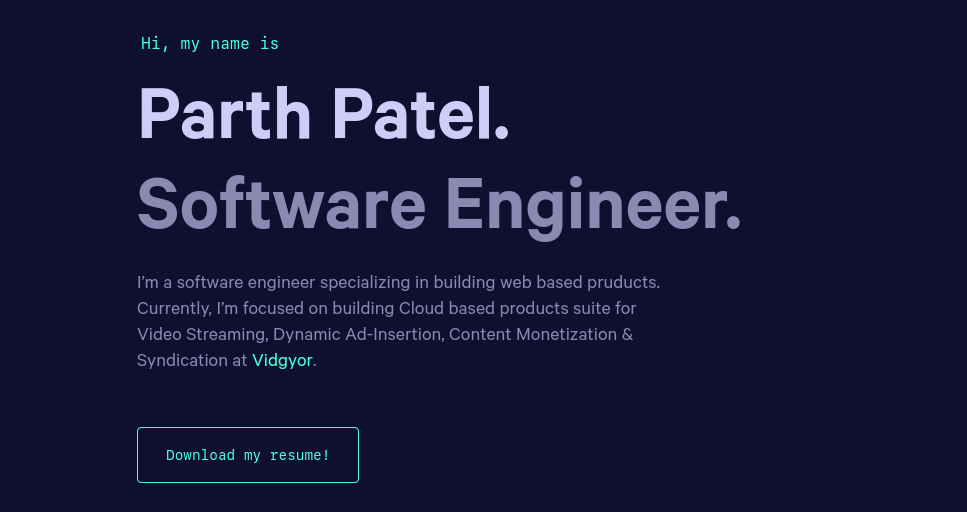 Hi, my name is
Parth Patel.
Software Engineer.
I’m a software engineer specializing in building web based pruducts.
Currently, I’m focused on building Cloud based products suite for
Video Streaming, Dynamic Ad-Insertion, Content Monetization &
Syndication at Vidgyor.
Download my resume!